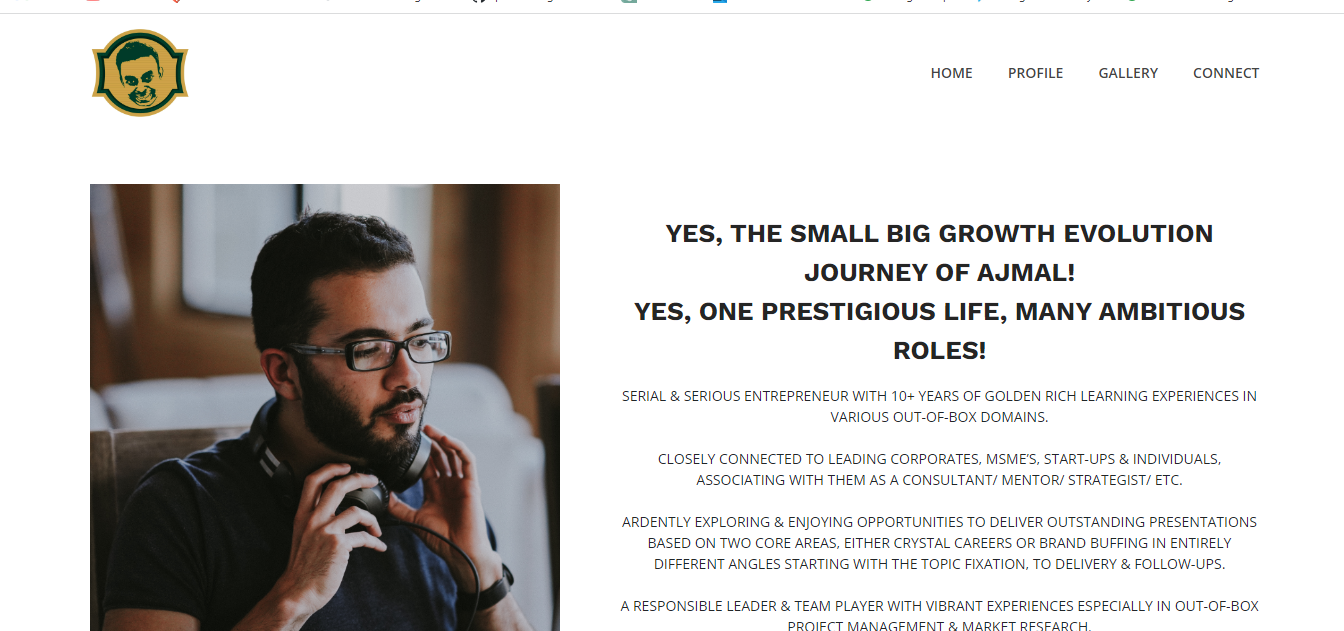 HOME PROFILE GALLERY CONNECT
YES, THE SMALL BIG GROWTH EVOLUTION
JOURNEY OF AJMAL!
YES, ONE PRESTIGIOUS LIFE, MANY AMBITIOUS
ROLES!
SERIAL & SERIOUS ENTREPRENEUR WITH 10+ YEARS OF GOLDEN RICH LEARNING EXPERIENCES IN
VARIOUS OUT-OF-BOX DOMAINS.
CLOSELY CONNECTED TO LEADING CORPORATES, MSME'S, START-UPS & INDIVIDUALS,
ASSOCIATING WITH THEM AS A CONSULTANT/ MENTOR/ STRATEGIST/ ETC.
ARDENTLY EXPLORING & ENJOYING OPPORTUNITIES TO DELIVER OUTSTANDING PRESENTATIONS
BASED ON TWO CORE AREAS, EITHER CRYSTAL CAREERS OR BRAND BUFFING IN ENTIRELY
DIFFERENT ANGLES STARTING WITH THE TOPIC FIXATION, TO DELIVERY & FOLLOW-UPS.
A RESPONSIBLE LEADER & TEAM PLAYER WITH VIBRANT EXPERIENCES ESPECIALLY IN OUT-OF-BOX
PROJECT MANAGEMENT & MARKET RESEARCH.